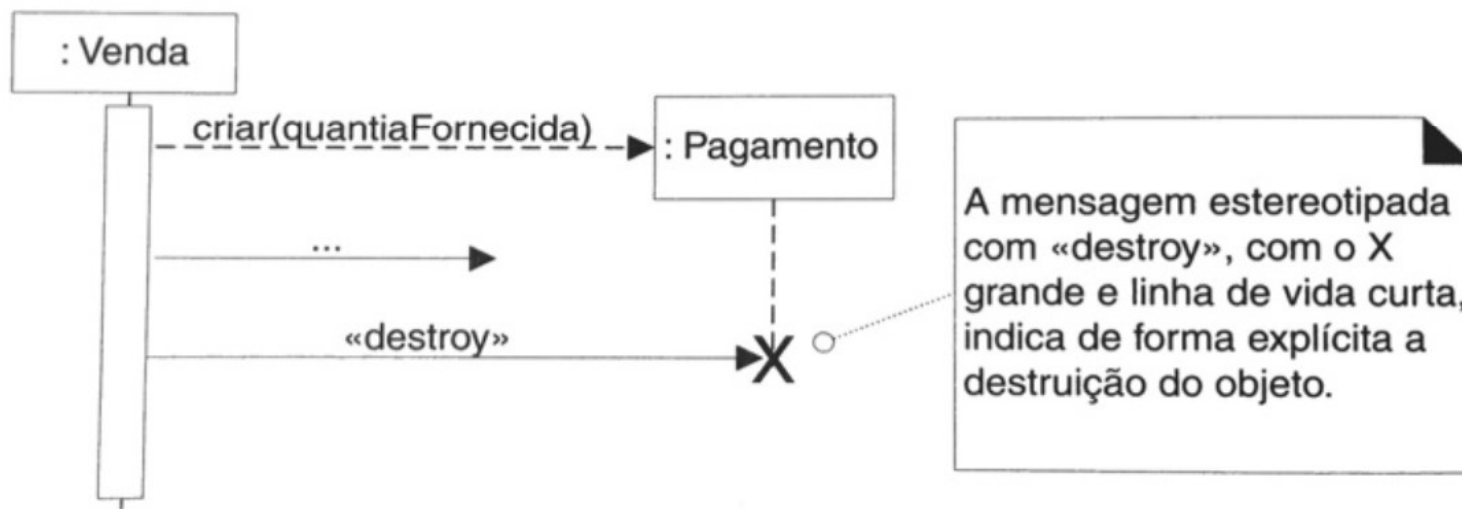 : Venda
criar(quantiaFornecida)
: Pagamento
...
«destroy»
X
A mensagem estereotipada
com «destroy», com o X
grande e linha de vida curta,
indica de forma explícita a
destruição do objeto.